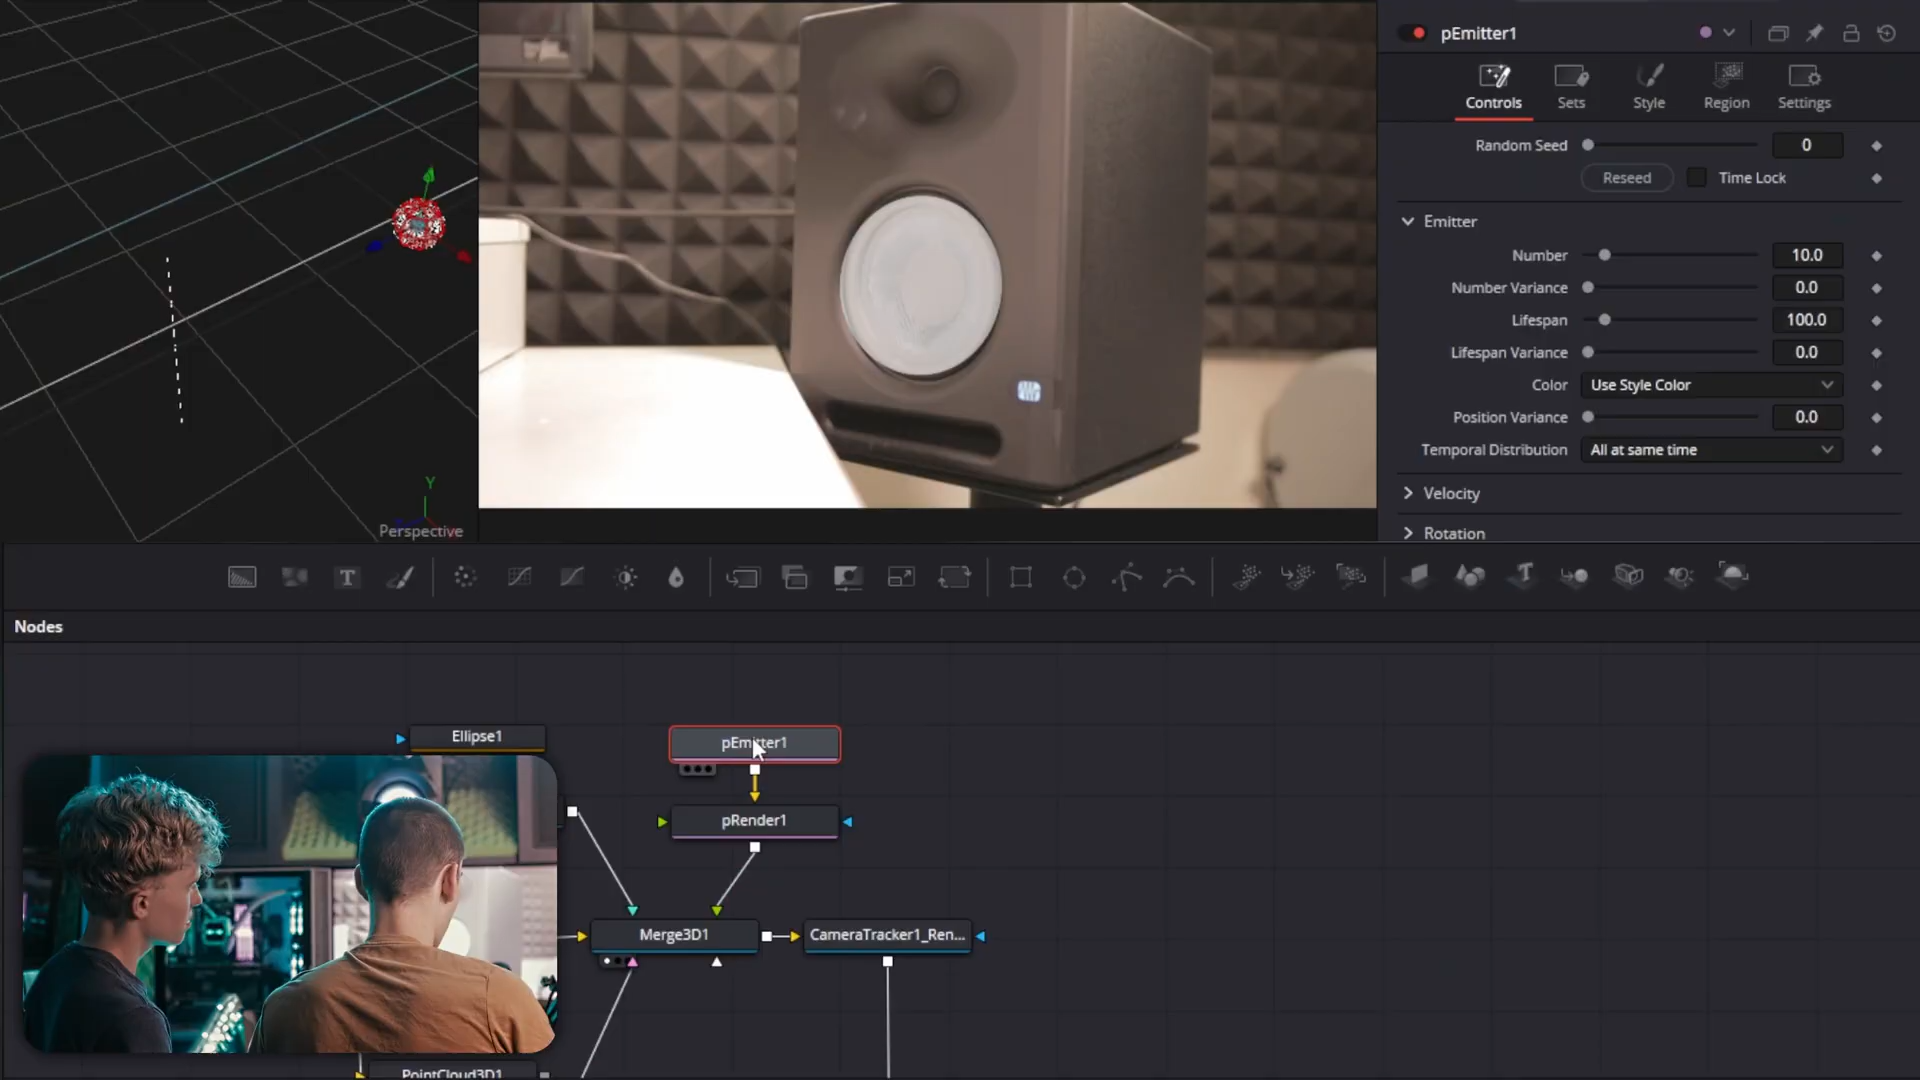 pEmitter1
Controls
Sets
Style
Region
Settings
Random Seed
0
Reseed
Time Lock
Emitter
Number
10.0
Number Variance
0.0
Lifespan
100.0
Lifespan Variance
0.0
Color
Use Style Color
Position Variance
0.0
Temporal Distribution
All at same time
Velocity
Rotation
Y
Perspective
T
T
Nodes
Ellipse1
pEmitter1
pRender1
Merge3D1
CameraTracker1_Ren...
PointCloud3D1